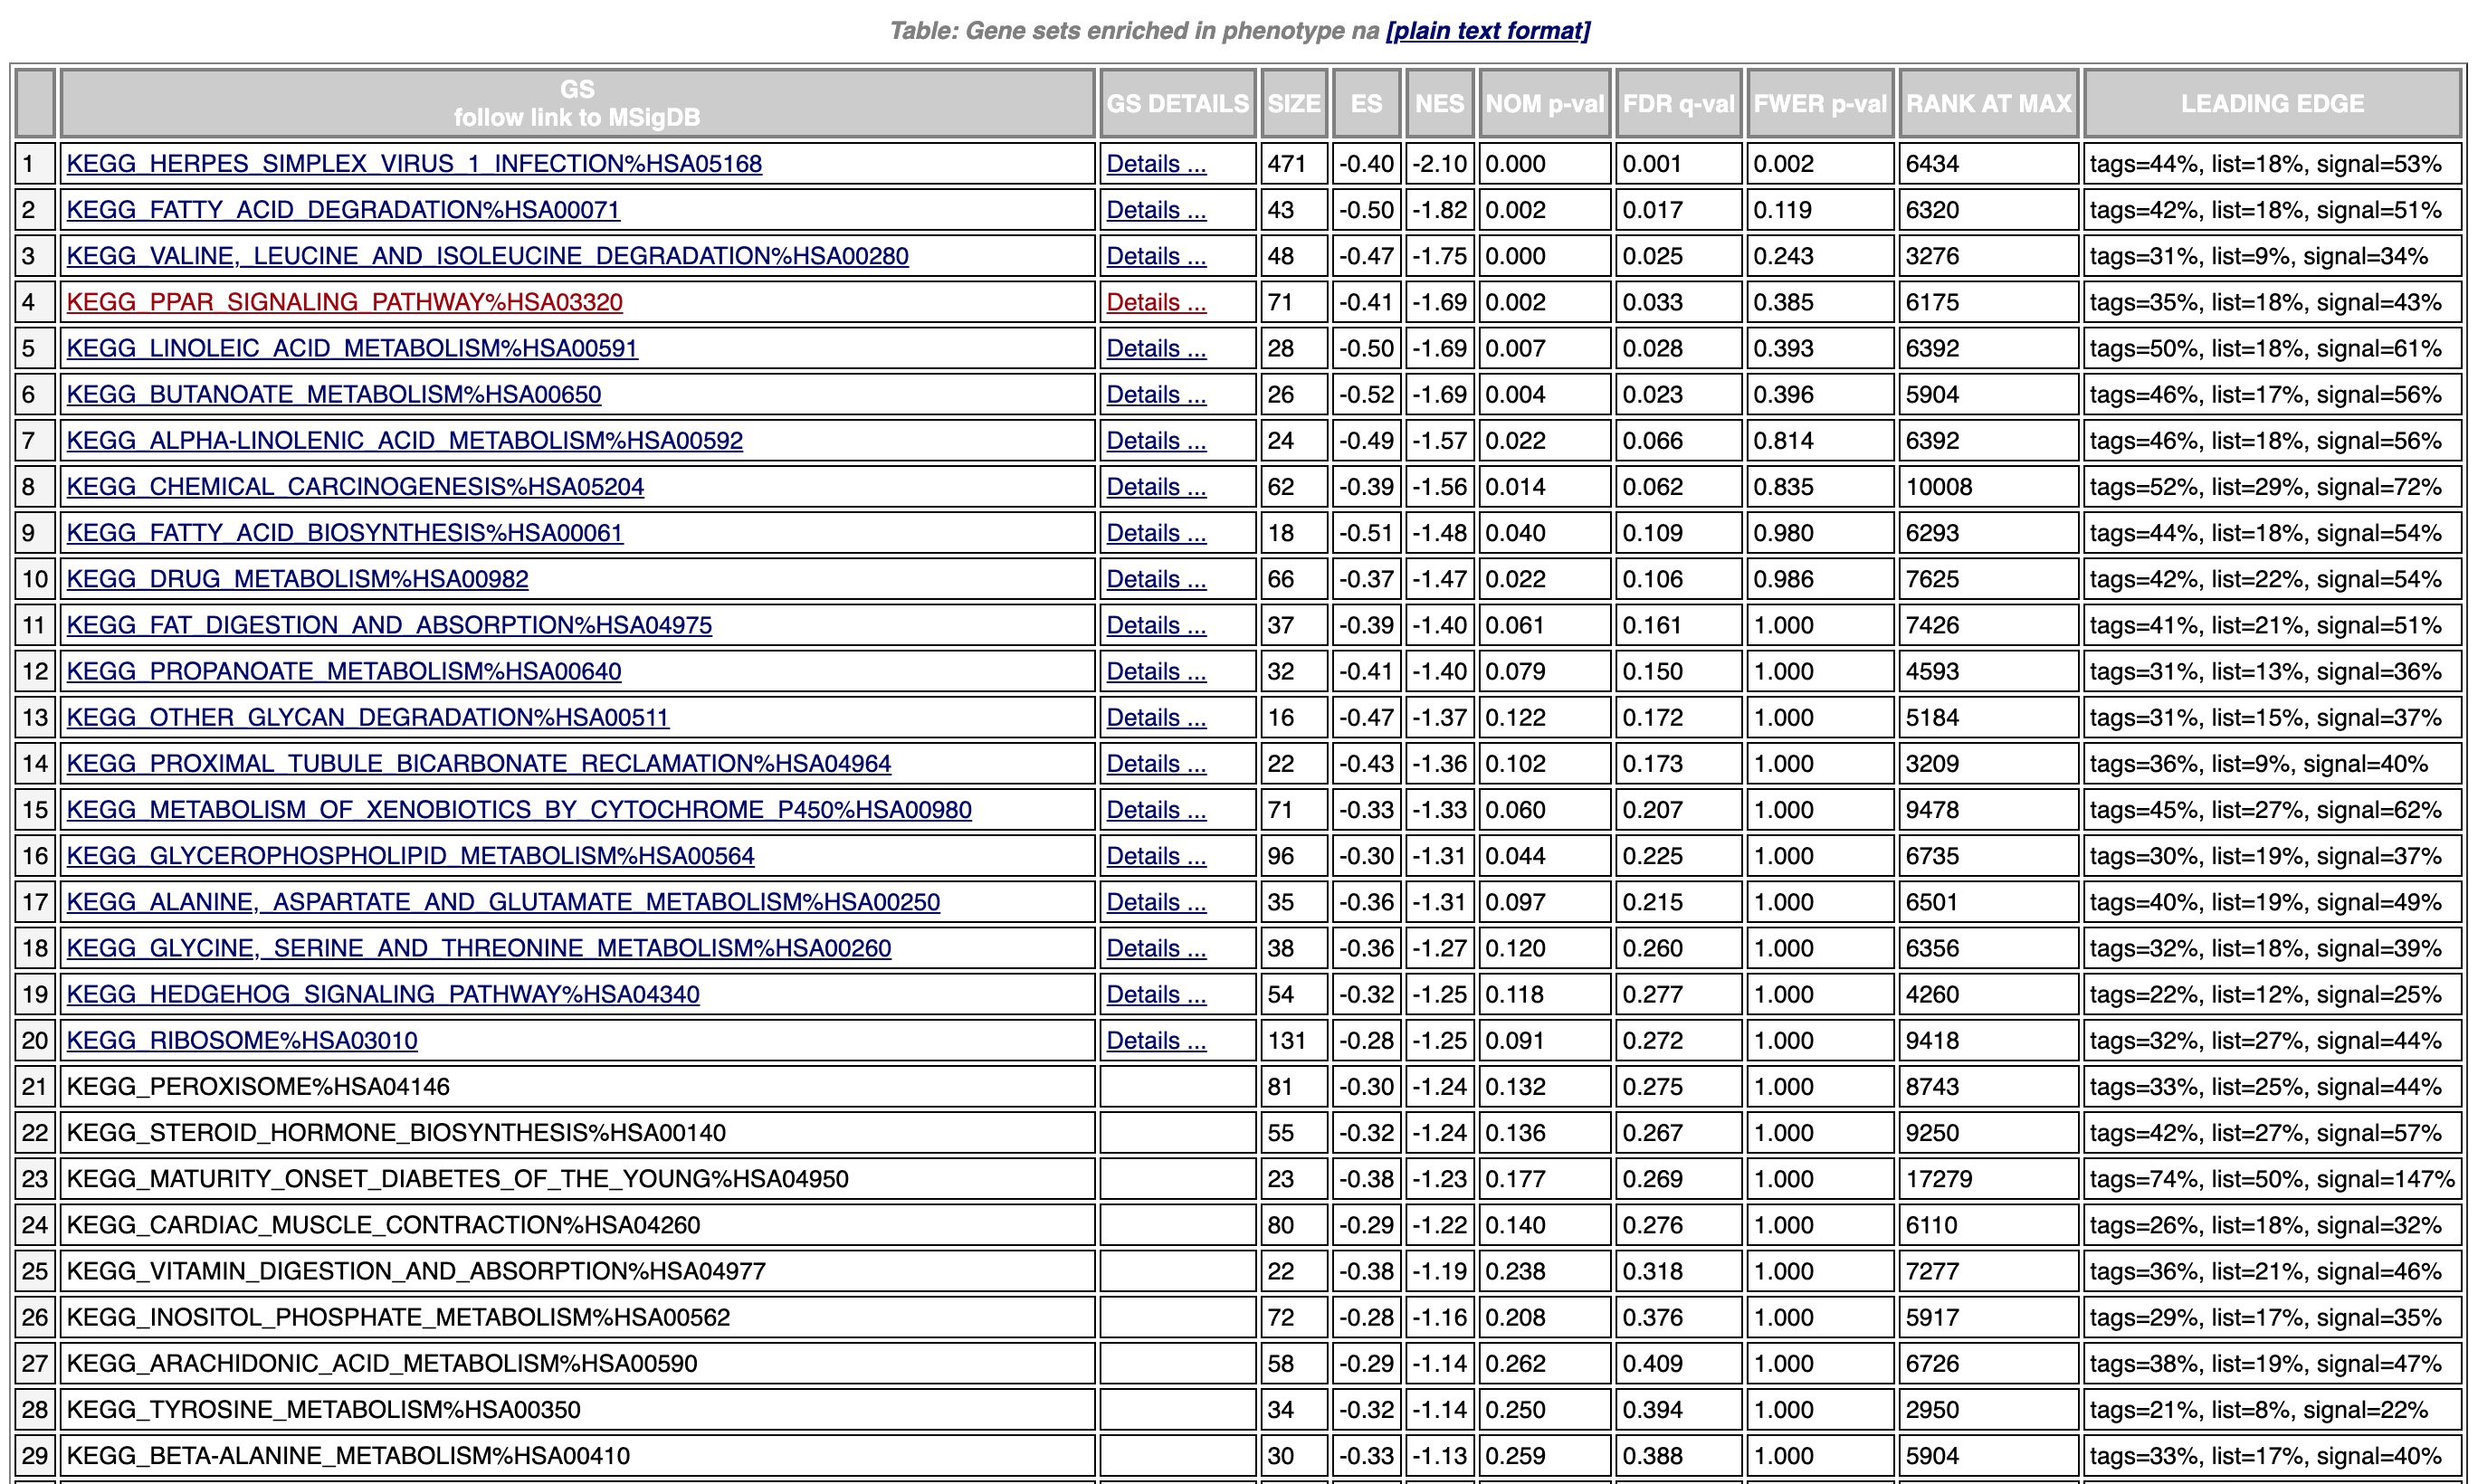 Table: Gene sets enriched in phenotype na [plain text format]
GS
follow link to MSigDB GS DETAILS SIZE ES NES NOM p-val FDR q-val FWER p-val RANK AT MAX LEADING EDGE
1 KEGG_HERPES_SIMPLEX_VIRUS_1_INFECTION%HSA05168 Details ... 471 -0.40 -2.10 0.000 0.001 0.002 6434 tags=44%, list=18%, signal=53%
2 KEGG_FATTY_ACID_DEGRADATION%HSA00071 Details ... 43 -0.50 -1.82 0.002 0.017 0.119 6320 tags=42%, list=18%, signal=51%
3 KEGG_VALINE,_LEUCINE_AND_ISOLEUCINE_DEGRADATION%HSA00280 Details ... 48 -0.47 -1.75 0.000 0.025 0.243 3276 tags=31%, list=9%, signal=34%
4 KEGG_PPAR_SIGNALING_PATHWAY%HSA03320 Details ... 71 -0.41 -1.69 0.002 0.033 0.385 6175 tags=35%, list=18%, signal=43%
5 KEGG_LINOLEIC_ACID_METABOLISM%HSA00591 Details ... 28 -0.50 -1.69 0.007 0.028 0.393 6392 tags=50%, list=18%, signal=61%
6 KEGG_BUTANOATE_METABOLISM%HSA00650 Details ... 26 -0.52 -1.69 0.004 0.023 0.396 5904 tags=46%, list=17%, signal=56%
7 KEGG_ALPHA-LINOLENIC_ACID_METABOLISM%HSA00592 Details ... 24 -0.49 -1.57 0.022 0.066 0.814 6392 tags=46%, list=18%, signal=56%
8 KEGG_CHEMICAL_CARCINOGENESIS%HSA05204 Details ... 62 -0.39 -1.56 0.014 0.062 0.835 10008 tags=52%, list=29%, signal=72%
9 KEGG_FATTY_ACID_BIOSYNTHESIS%HSA00061 Details ... 18 -0.51 -1.48 0.040 0.109 0.980 6293 tags=44%, list=18%, signal=54%
10 KEGG_DRUG_METABOLISM%HSA00982 Details ... 66 -0.37 -1.47 0.022 0.106 0.986 7625 tags=42%, list=22%, signal=54%
11 KEGG_FAT_DIGESTION_AND_ABSORPTION%HSA04975 Details ... 37 -0.39 -1.40 0.061 0.161 1.000 7426 tags=41%, list=21%, signal=51%
12 KEGG_PROPANOATE_METABOLISM%HSA00640 Details ... 32 -0.41 -1.40 0.079 0.150 1.000 4593 tags=31%, list=13%, signal=36%
13 KEGG_OTHER_GLYCAN_DEGRADATION%HSA00511 Details ... 16 -0.47 -1.37 0.122 0.172 1.000 5184 tags=31%, list=15%, signal=37%
14 KEGG_PROXIMAL_TUBULE_BICARBONATE_RECLAMATION%HSA04964 Details ... 22 -0.43 -1.36 0.102 0.173 1.000 3209 tags=36%, list=9%, signal=40%
15 KEGG_METABOLISM_OF_XENOBIOTICS_BY_CYTOCHROME_P450%HSA00980 Details ... 71 -0.33 -1.33 0.060 0.207 1.000 9478 tags=45%, list=27%, signal=62%
16 KEGG_GLYCEROPHOSPHOLIPID_METABOLISM%HSA00564 Details ... 96 -0.30 -1.31 0.044 0.225 1.000 6735 tags=30%, list=19%, signal=37%
17 KEGG_ALANINE,_ASPARTATE_AND_GLUTAMATE_METABOLISM%HSA00250 Details ... 35 -0.36 -1.31 0.097 0.215 1.000 6501 tags=40%, list=19%, signal=49%
18 KEGG_GLYCINE,_SERINE_AND_THREONINE_METABOLISM%HSA00260 Details ... 38 -0.36 -1.27 0.120 0.260 1.000 6356 tags=32%, list=18%, signal=39%
19 KEGG_HEDGEHOG_SIGNALING_PATHWAY%HSA04340 Details ... 54 -0.32 -1.25 0.118 0.277 1.000 4260 tags=22%, list=12%, signal=25%
20 KEGG_RIBOSOME%HSA03010 Details ... 131 -0.28 -1.25 0.091 0.272 1.000 9418 tags=32%, list=27%, signal=44%
21 KEGG_PEROXISOME%HSA04146 81 -0.30 -1.24 0.132 0.275 1.000 8743 tags=33%, list=25%, signal=44%
22 KEGG_STEROID_HORMONE_BIOSYNTHESIS%HSA00140 55 -0.32 -1.24 0.136 0.267 1.000 9250 tags=42%, list=27%, signal=57%
23 KEGG_MATURITY_ONSET_DIABETES_OF_THE_YOUNG%HSA04950 23 -0.38 -1.23 0.177 0.269 1.000 17279 tags=74%, list=50%, signal=147%
24 KEGG_CARDIAC_MUSCLE_CONTRACTION%HSA04260 80 -0.29 -1.22 0.140 0.276 1.000 6110 tags=26%, list=18%, signal=32%
25 KEGG_VITAMIN_DIGESTION_AND_ABSORPTION%HSA04977 22 -0.38 -1.19 0.238 0.318 1.000 7277 tags=36%, list=21%, signal=46%
26 KEGG_INOSITOL_PHOSPHATE_METABOLISM%HSA00562 72 -0.28 -1.16 0.208 0.376 1.000 5917 tags=29%, list=17%, signal=35%
27 KEGG_ARACHIDONIC_ACID_METABOLISM%HSA00590 58 -0.29 -1.14 0.262 0.409 1.000 6726 tags=38%, list=19%, signal=47%
28 KEGG_TYROSINE_METABOLISM%HSA00350 34 -0.32 -1.14 0.250 0.394 1.000 2950 tags=21%, list=8%, signal=22%
29 KEGG_BETA-ALANINE_METABOLISM%HSA00410 30 -0.33 -1.13 0.259 0.388 1.000 5904 tags=33%, list=17%, signal=40%